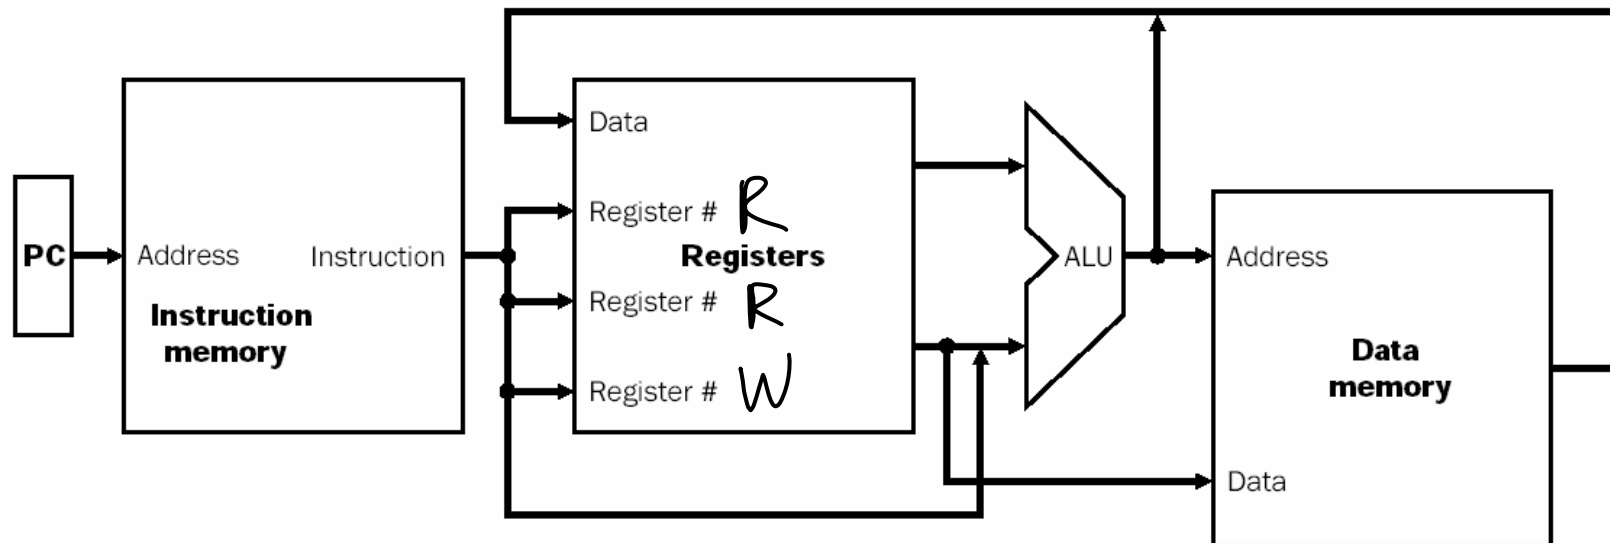 Data
Register # R
PC
Address
Instruction
Registers
ALU
Address
Instruction
memory
Register # R
Data
memory
Register # W
Data